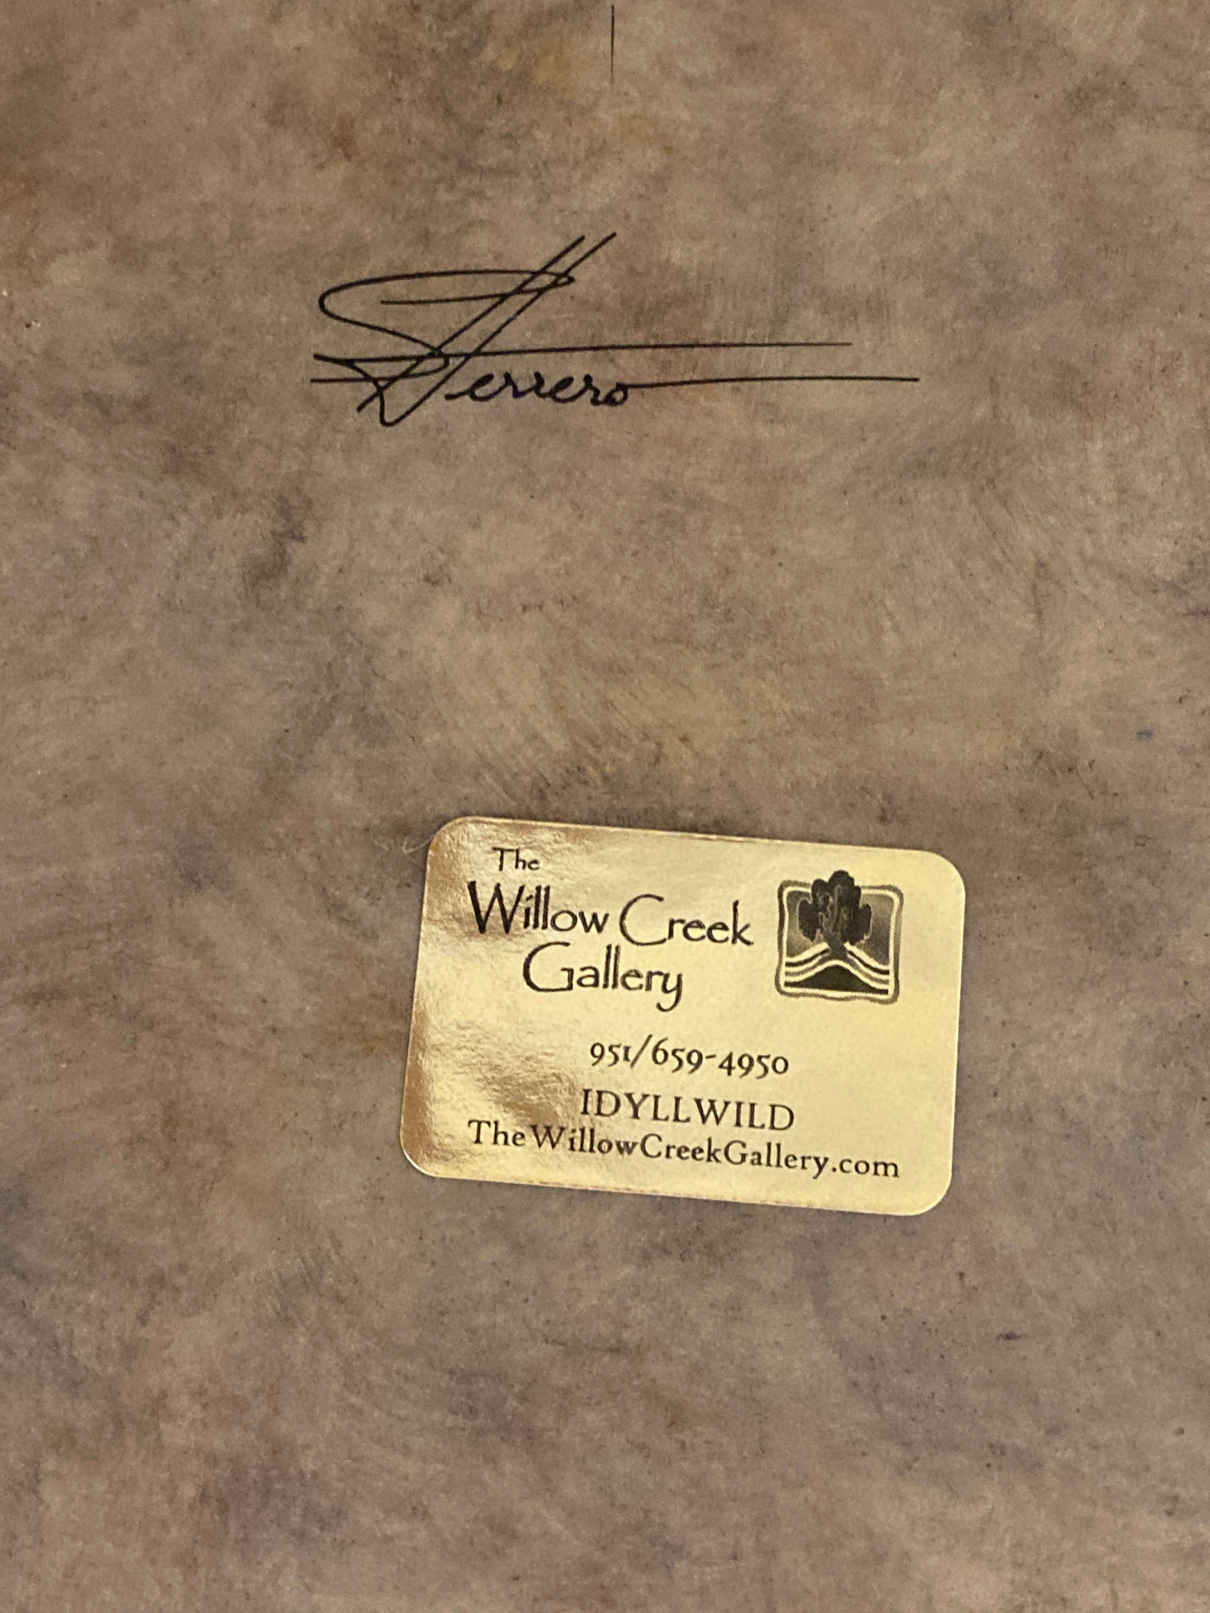 Herrero
The
Willow Creek
Gallery
951/659-4950
IDYLLWILD
TheWillowCreekGallery.com